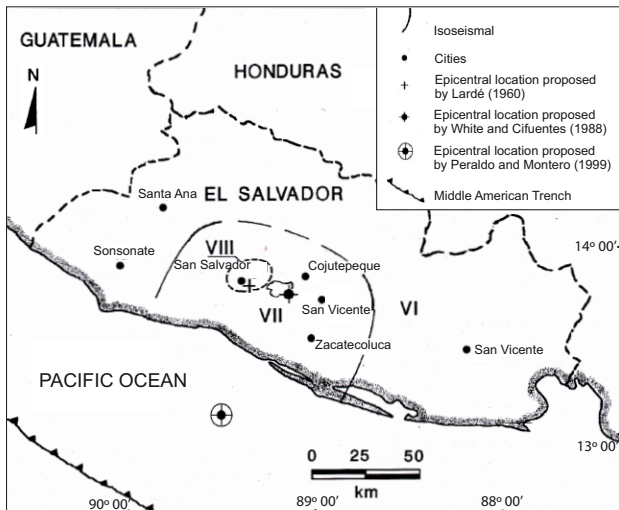 GUATEMALA
HONDURAS
N
Isoseismal
Cities
Epicentral location proposed
by Lardé (1960)
Epicentral location proposed
by White and Cifuentes (1988)
Epicentral location proposed
by Peraldo and Montero (1999)
Middle American Trench
Santa Ana
EL SALVADOR
14º 00′
VIII
Sonsonate
San Salvador
Cojutepeque
VII
San Vicente
VI
Zacatecoluca
San Vicente
PACIFIC OCEAN
13º 00′
0 25 50
km
90º 00′
89º 00′
88º 00′